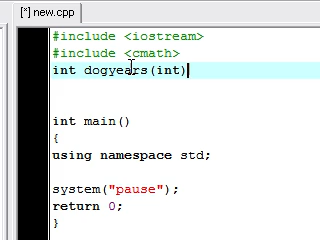 [*] new.cpp
#include <iostream>
#include <cmath>
int dogyears(int)
int main()
{
using namespace std;
system("pause");
return 0;
}